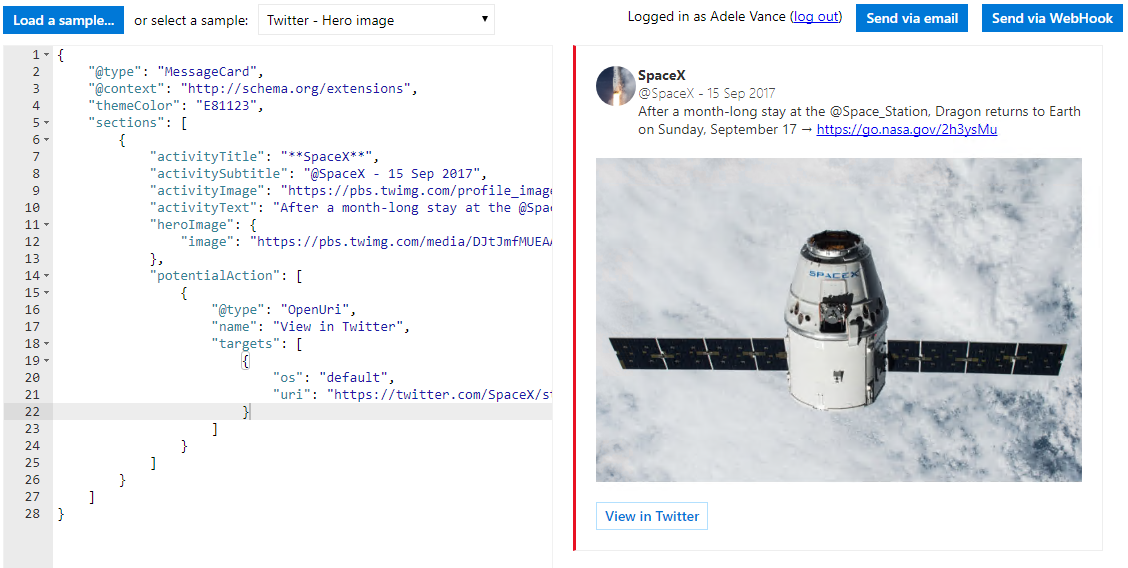 Load a sample... or select a sample: Twitter - Hero image Logged in as Adele Vance (log out) Send via email Send via WebHook
1 {
2 "@type": "MessageCard",
3 "@context": "http://schema.org/extensions",
4 "themeColor": "E81123",
5 "sections": [
6 {
7 "activityTitle": "**SpaceX**",
8 "activitySubtitle": "@SpaceX - 15 Sep 2017",
9 "activityImage": "https://pbs.twimg.com/profile_image
10 "activityText": "After a month-long stay at the @Spac
11 "heroImage": {
12 "image": "https://pbs.twimg.com/media/DJtJmfMUEAA
13 },
14 "potentialAction": [
15 {
16 "@type": "OpenUri",
17 "name": "View in Twitter",
18 "targets": [
19 {
20 "os": "default",
21 "uri": "https://twitter.com/SpaceX/st
22 }
23 ]
24 }
25 ]
26 }
27 ]
28 }
SpaceX
@SpaceX - 15 Sep 2017
After a month-long stay at the @Space_Station, Dragon returns to Earth
on Sunday, September 17 → https://go.nasa.gov/2h3ysMu
SPACEX
View in Twitter